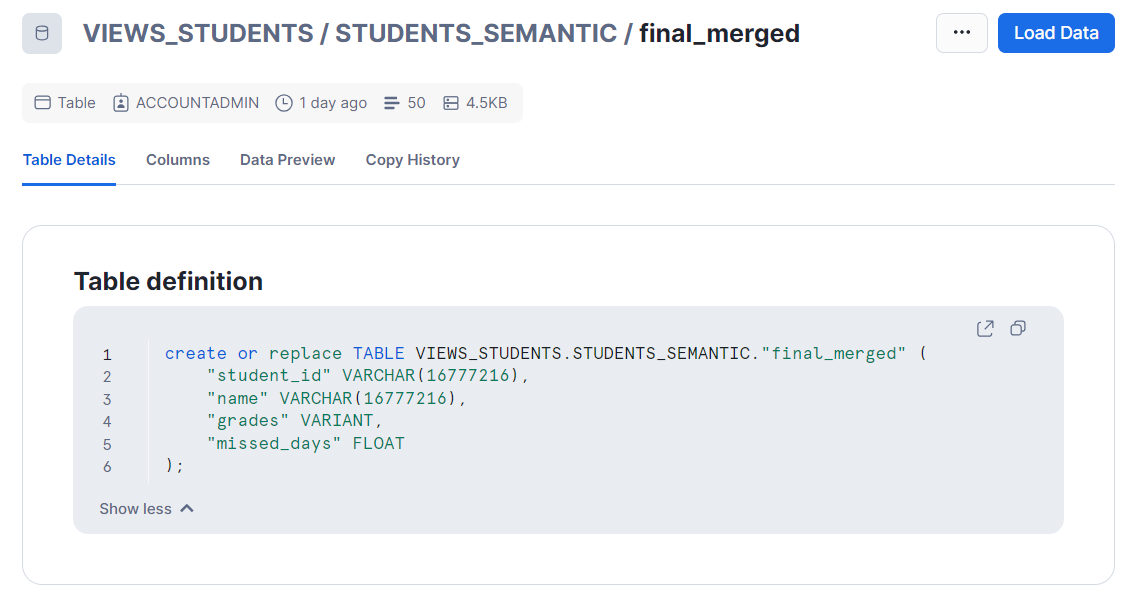 VIEWS_STUDENTS / STUDENTS_SEMANTIC / final_merged
... Load Data
Table ACCOUNTADMIN 1 day ago 50 4.5KB
Table Details Columns Data Preview Copy History
Table definition
1 create or replace TABLE VIEWS_STUDENTS.STUDENTS_SEMANTIC."final_merged" (
2 "student_id" VARCHAR(16777216),
3 "name" VARCHAR(16777216),
4 "grades" VARIANT,
5 "missed_days" FLOAT
6 );
Show less